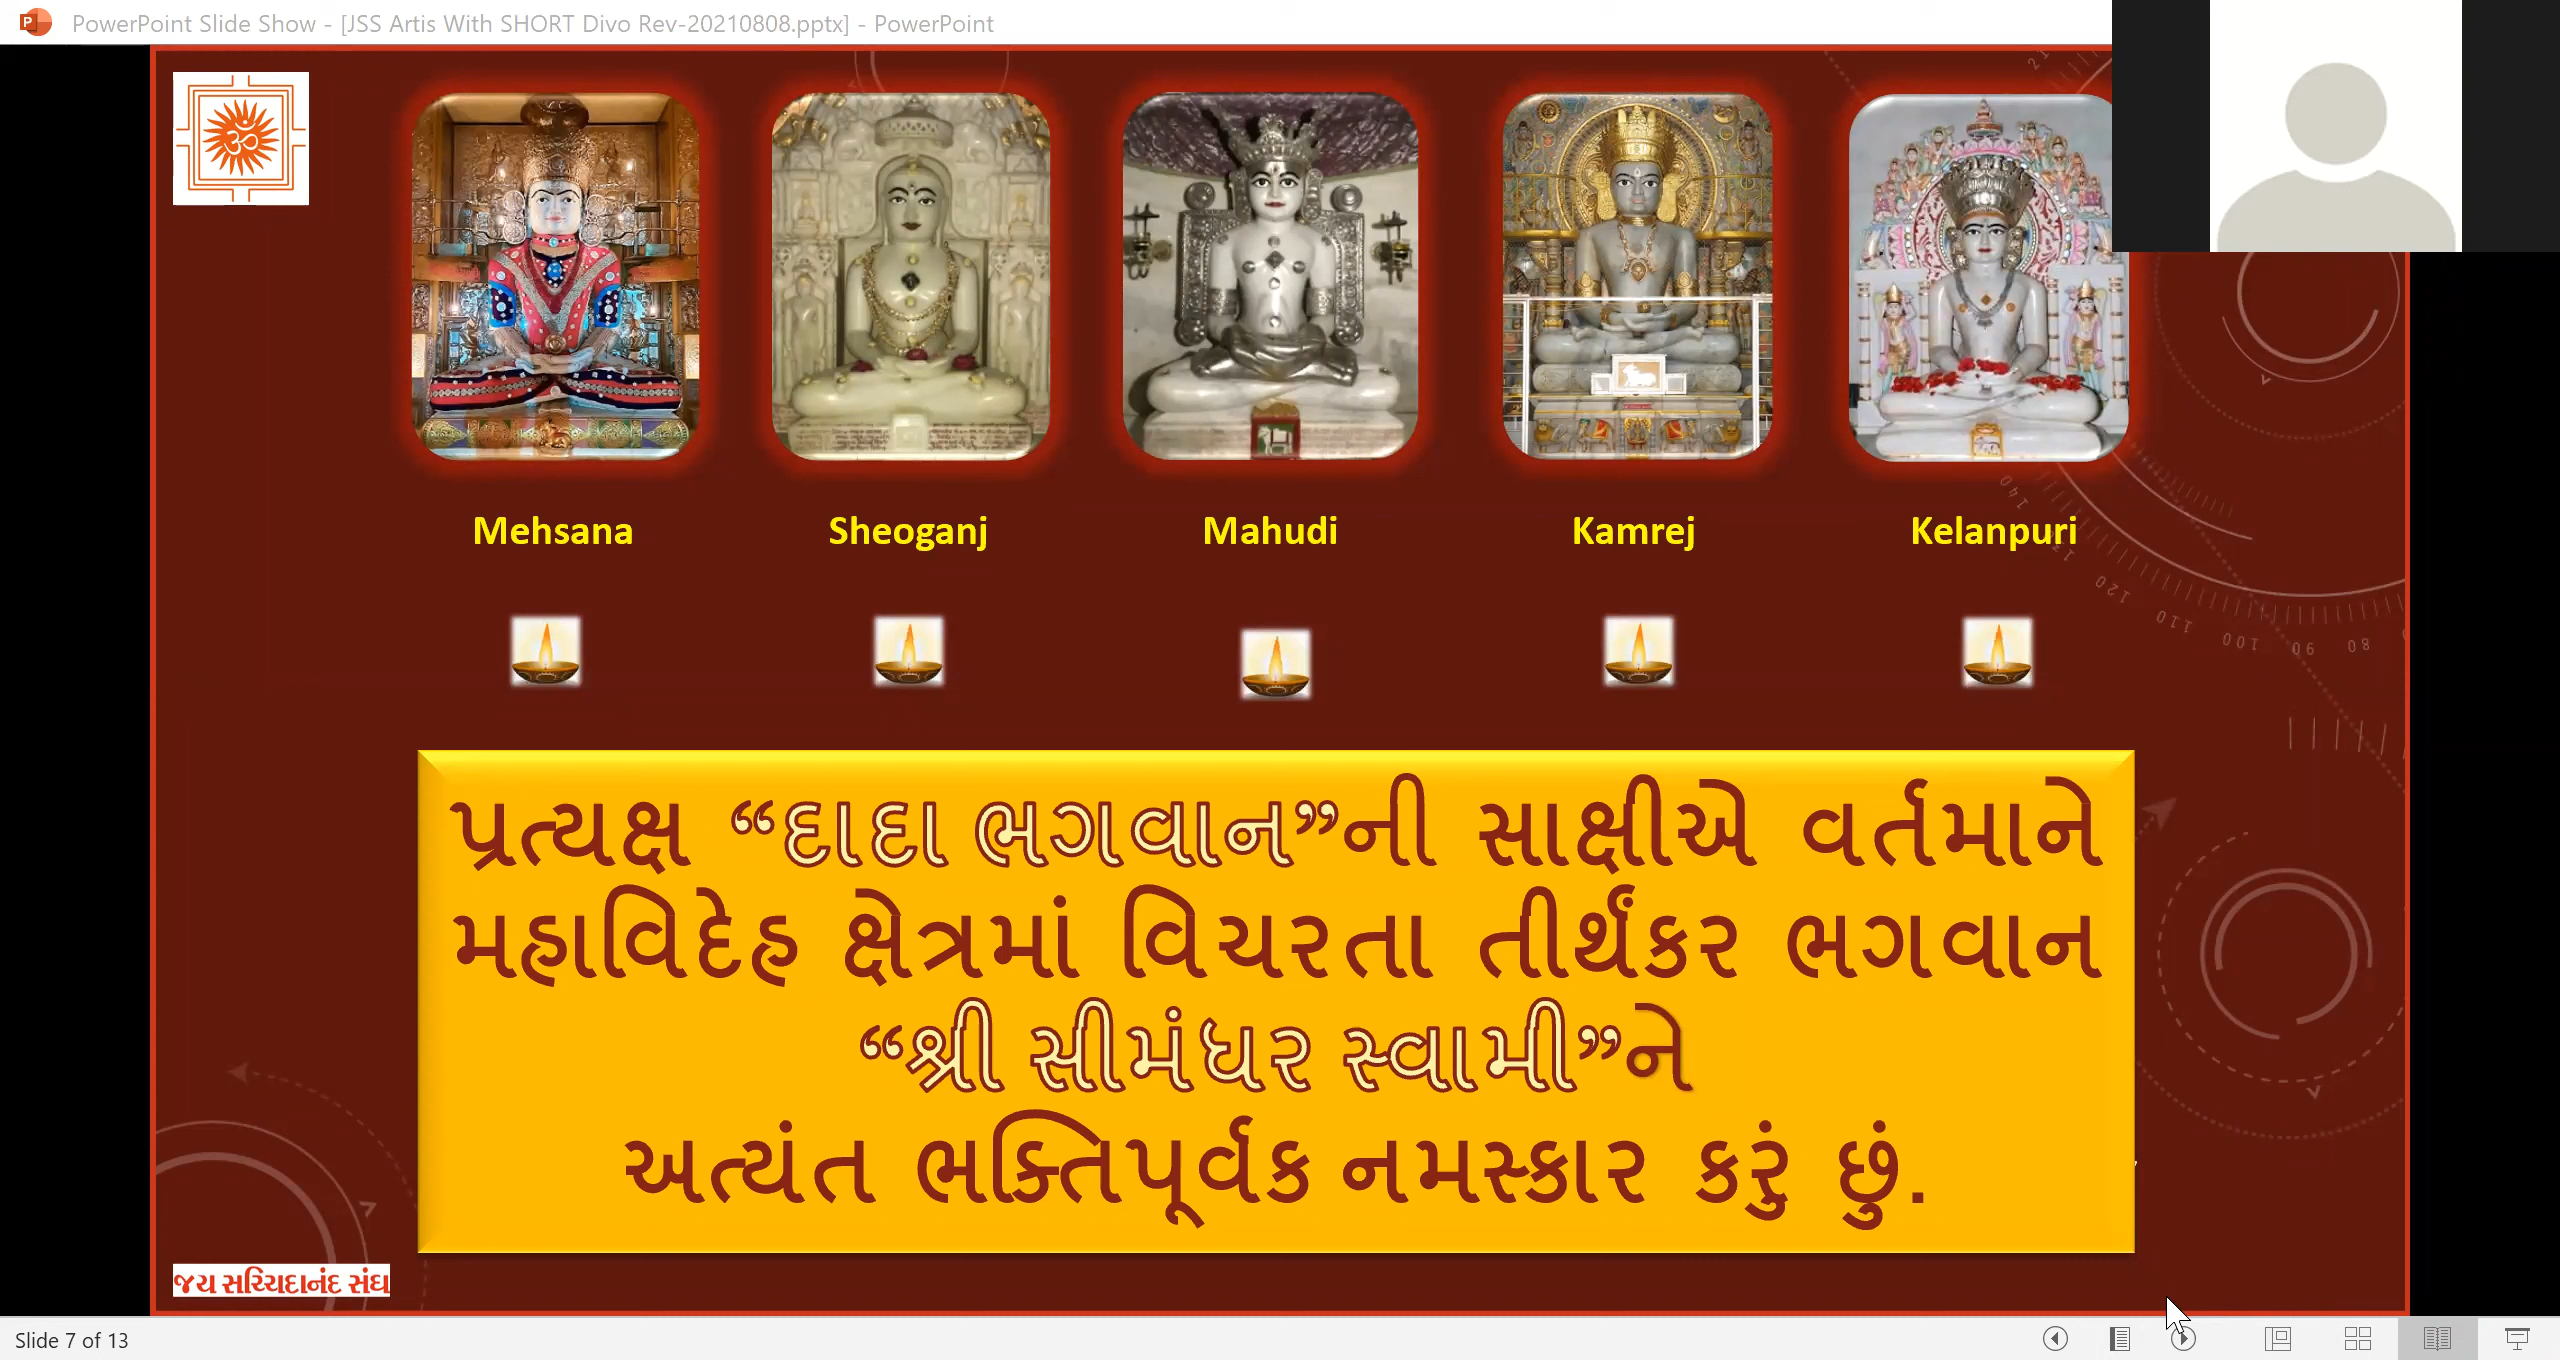 PowerPoint Slide Show - [JSS Artis With SHORT Divo Rev-20210808.pptx] - PowerPoint
Mehsana
Sheoganj
Mahudi
Kamrej
Kelanpuri
પ્રત્યક્ષ “દાદા ભગવાન”ની સાક્ષીએ વર્તમાને
મહાવિદેહ ક્ષેત્રમાં વિચરતા તીર્થંકર ભગવાન
“શ્રી સીમંધર સ્વામી”ને
અત્યંત ભક્તિપૂર્વક નમસ્કાર કરું છું.
જય સચ્ચિદાનંદ સંઘ
Slide 7 of 13